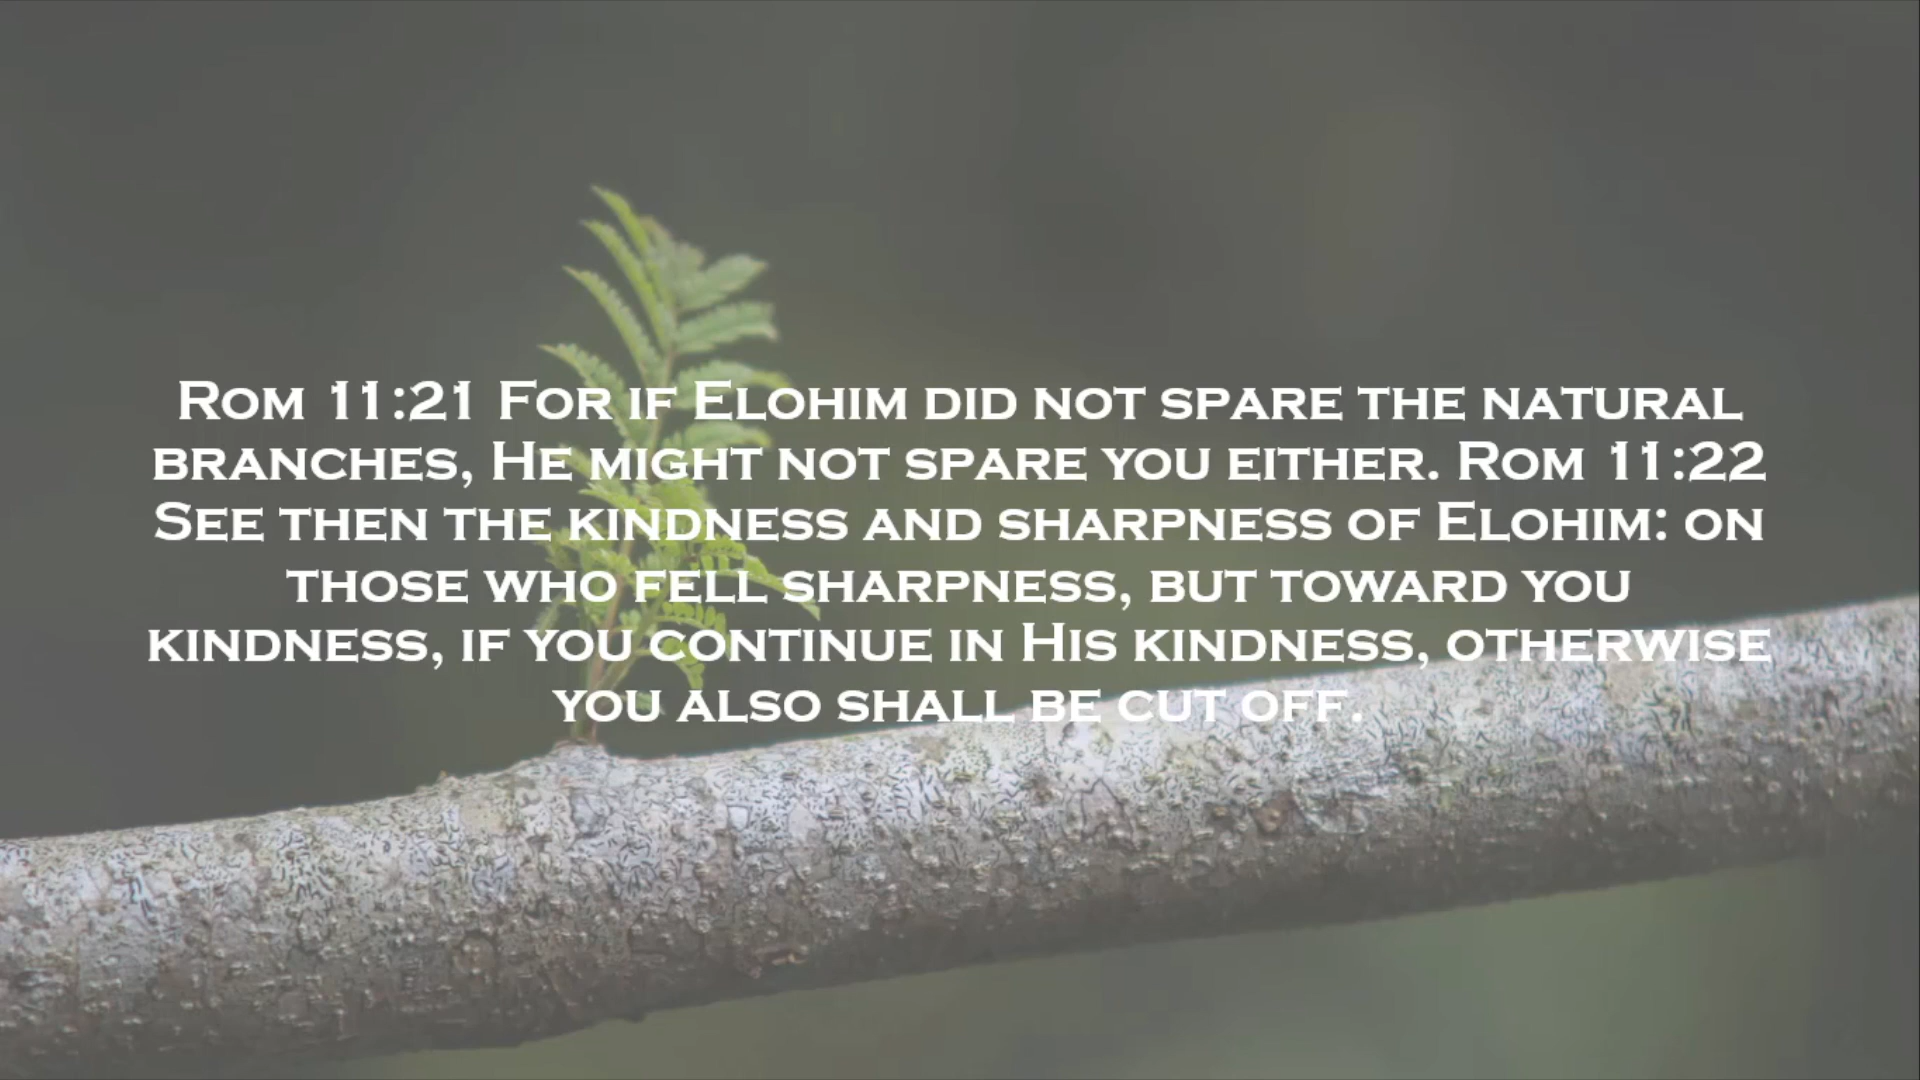 Rom 11:21 For if Elohim did not spare the natural
branches, He might not spare you either. Rom 11:22
See then the kindness and sharpness of Elohim: on
those who fell sharpness, but toward you
kindness, if you continue in His kindness, otherwise
you also shall be cut off.